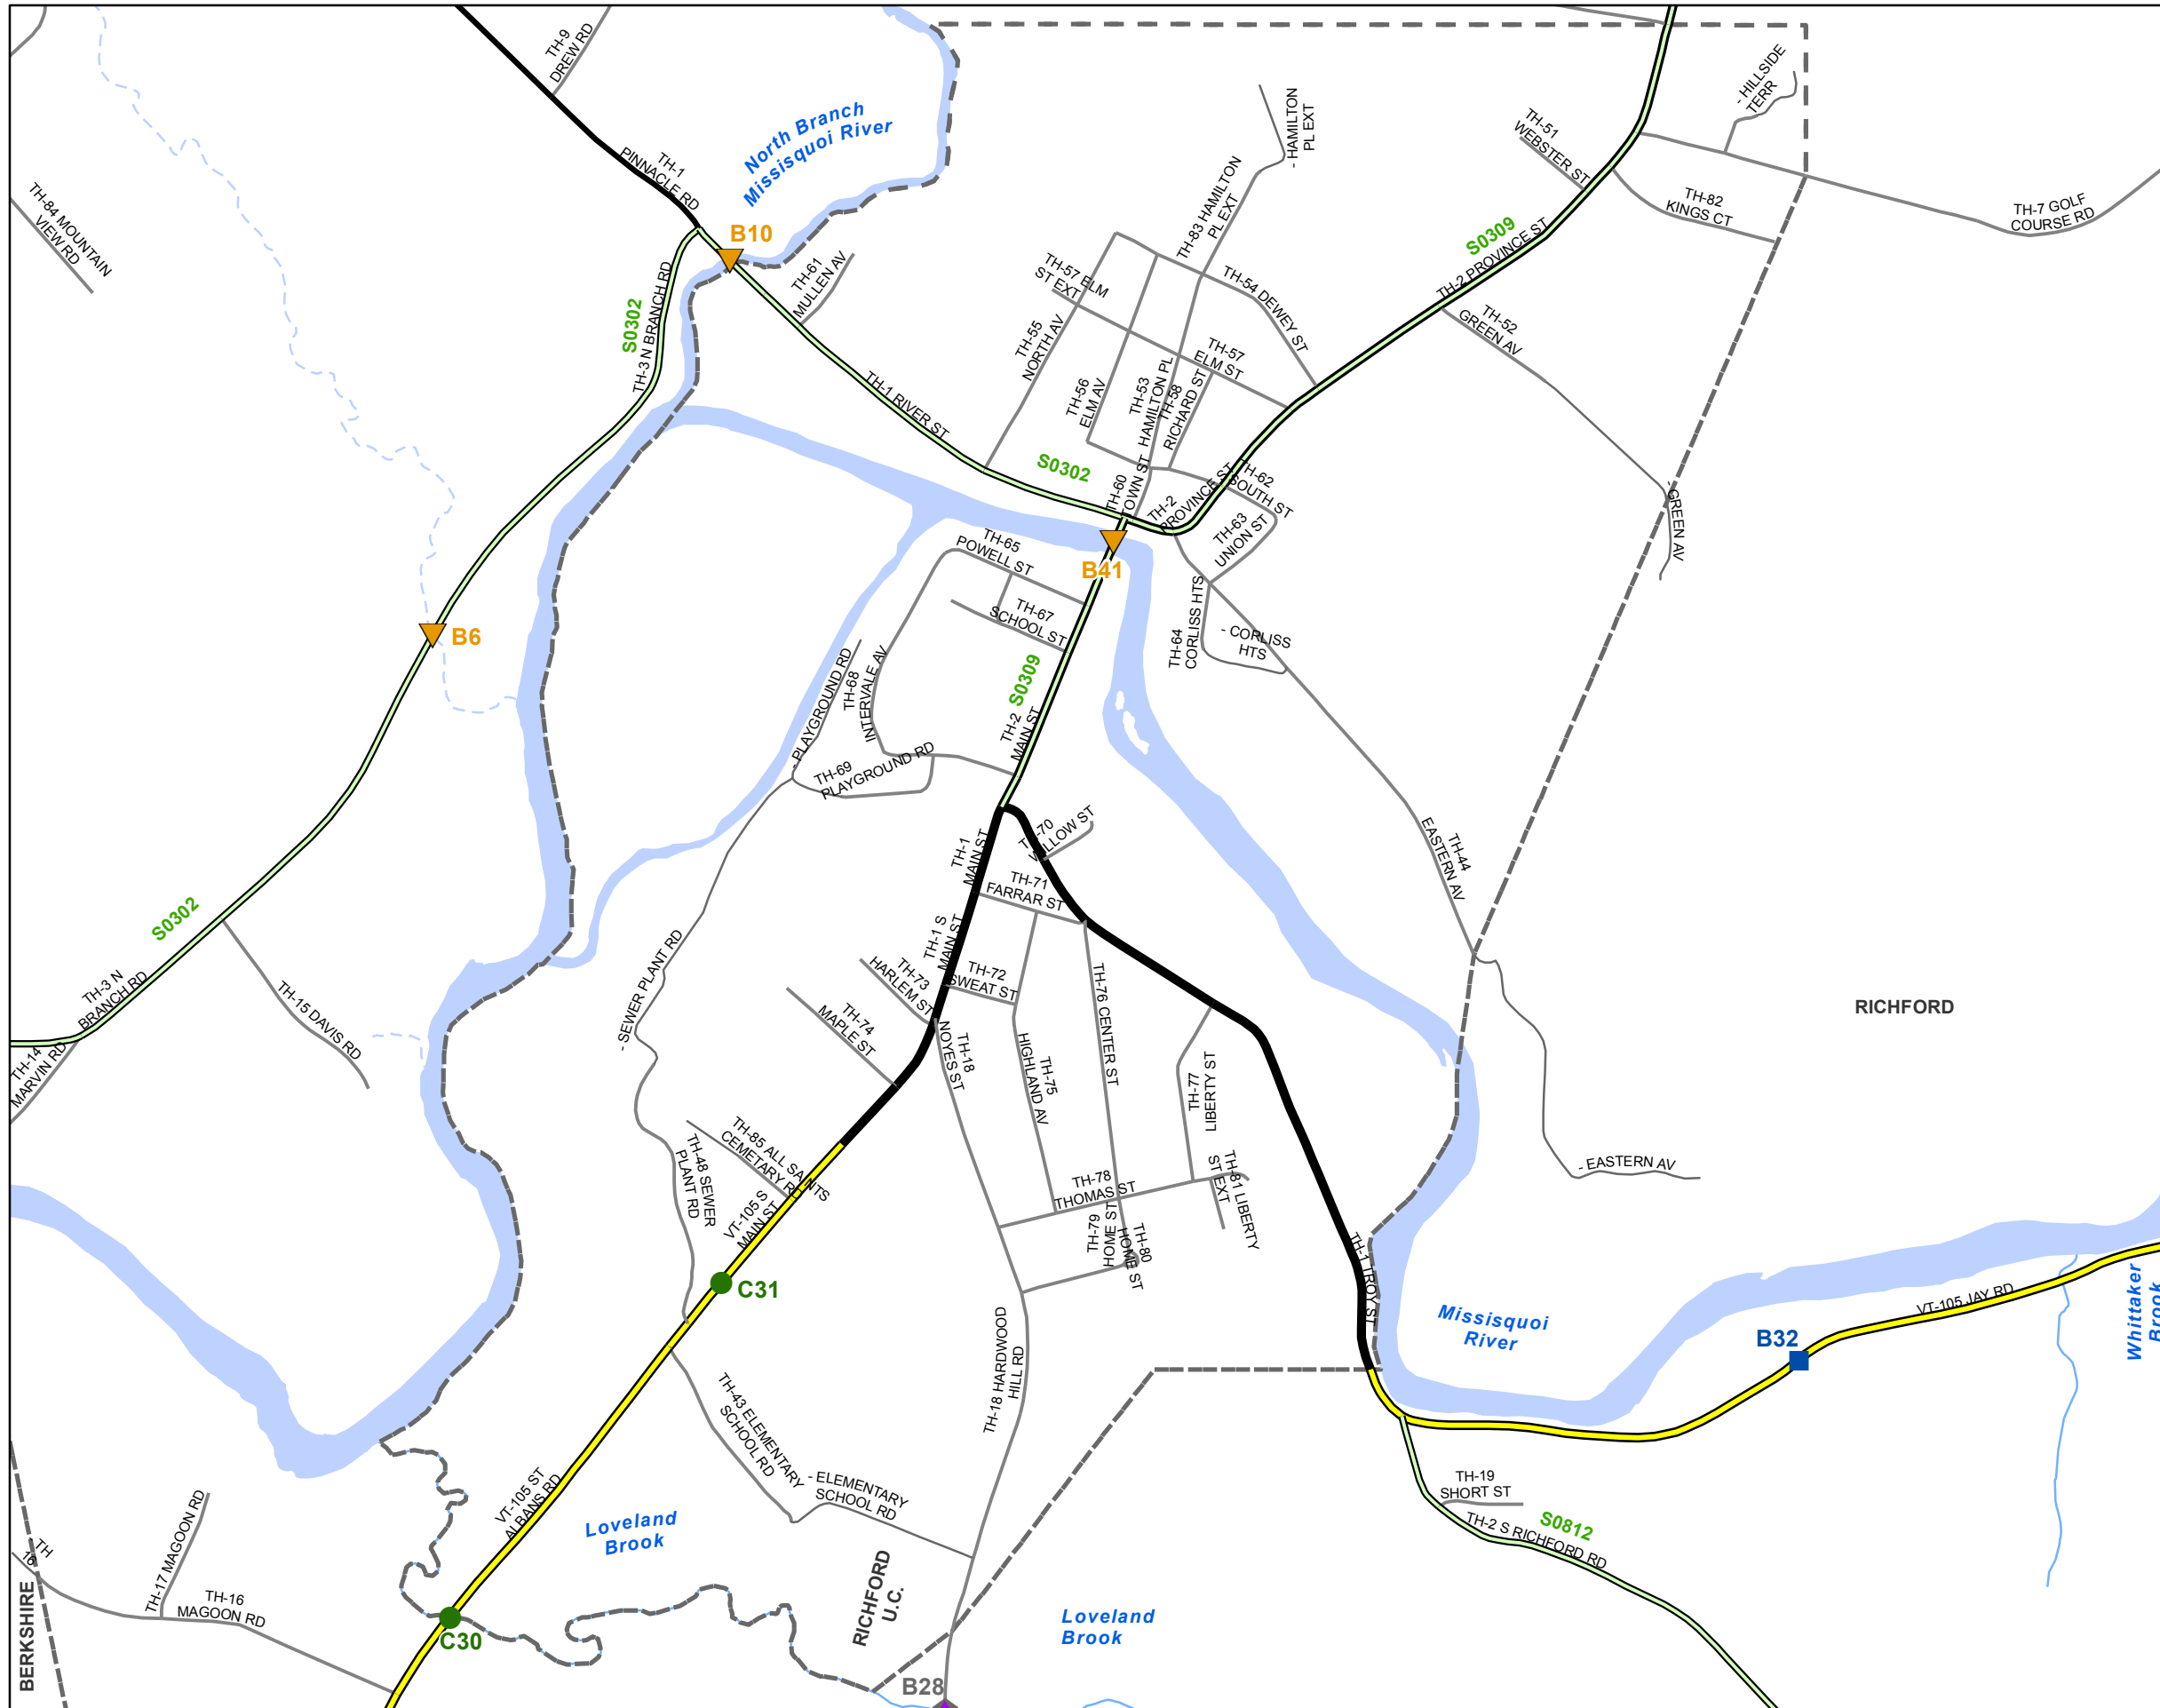 TH-9
DREW RD
North Branch
Missisquoi River
TH-1
PINNACLE RD
B10
TH-84 MOUNTAIN
VIEW RD
S0302
TH-3 N BRANCH RD
TH-61
MULLEN AV
TH-1 RIVER ST
- HAMILTON
PL EXT
TH-83 HAMILTON
PL EXT
TH-57 ELM
ST EXT
TH-54 DEWEY ST
TH-55
NORTH AV
TH-56
ELM AV
TH-53
HAMILTON PL
TH-58
RICHARD ST
TH-57
ELM ST
- HILLSIDE
TERR
TH-51
WEBSTER ST
TH-82
KINGS CT
TH-7 GOLF
COURSE RD
S0309
TH-2 PROVINCE ST
TH-52
GREEN AV
- GREEN AV
S0302
TH-60
TOWN ST
TH-2
PROVINCE ST
TH-62
SOUTH ST
TH-63
UNION ST
B41
TH-65
POWELL ST
TH-67
SCHOOL ST
TH-64
CORLISS HTS
- CORLISS
HTS
B6
S0309
TH-2
MAIN ST
- PLAYGROUND RD
TH-68
INTERVALE AV
TH-69
PLAYGROUND RD
TH-70
WILLOW ST
TH-1
MAIN ST
TH-71
FARRAR ST
TH-44
EASTERN AV
S0302
TH-3 N
BRANCH RD
TH-14
MARVIN RD
TH-15 DAVIS RD
- SEWER PLANT RD
TH-1 S
MAIN ST
TH-73
HARLEM ST
TH-72
SWEAT ST
TH-74
MAPLE ST
TH-18
NOYES ST
TH-75
HIGHLAND AV
TH-76 CENTER ST
TH-77
LIBERTY ST
RICHFORD
TH-85 ALL SAINTS
CEMETARY RD
TH-48 SEWER
PLANT RD
VT-105 S
MAIN ST
TH-78
THOMAS ST
TH-79
HOME ST
TH-80
HOME ST
TH-81 LIBERTY
ST EXT
- EASTERN AV
C31
TH-1 TROY ST
Missisquoi
River
VT-105 JAY RD
B32
Whittaker
Brook
TH-18 HARDWOOD
HILL RD
TH-43 ELEMENTARY
SCHOOL RD
- ELEMENTARY
SCHOOL RD
VT-105 ST
ALBANS RD
Loveland
Brook
TH-19
SHORT ST
S0812
TH-2 S RICHFORD RD
TH
16
TH-17 MAGOON RD
TH-16
MAGOON RD
BERKSHIRE
C30
RICHFORD
U.C.
Loveland
Brook
B28